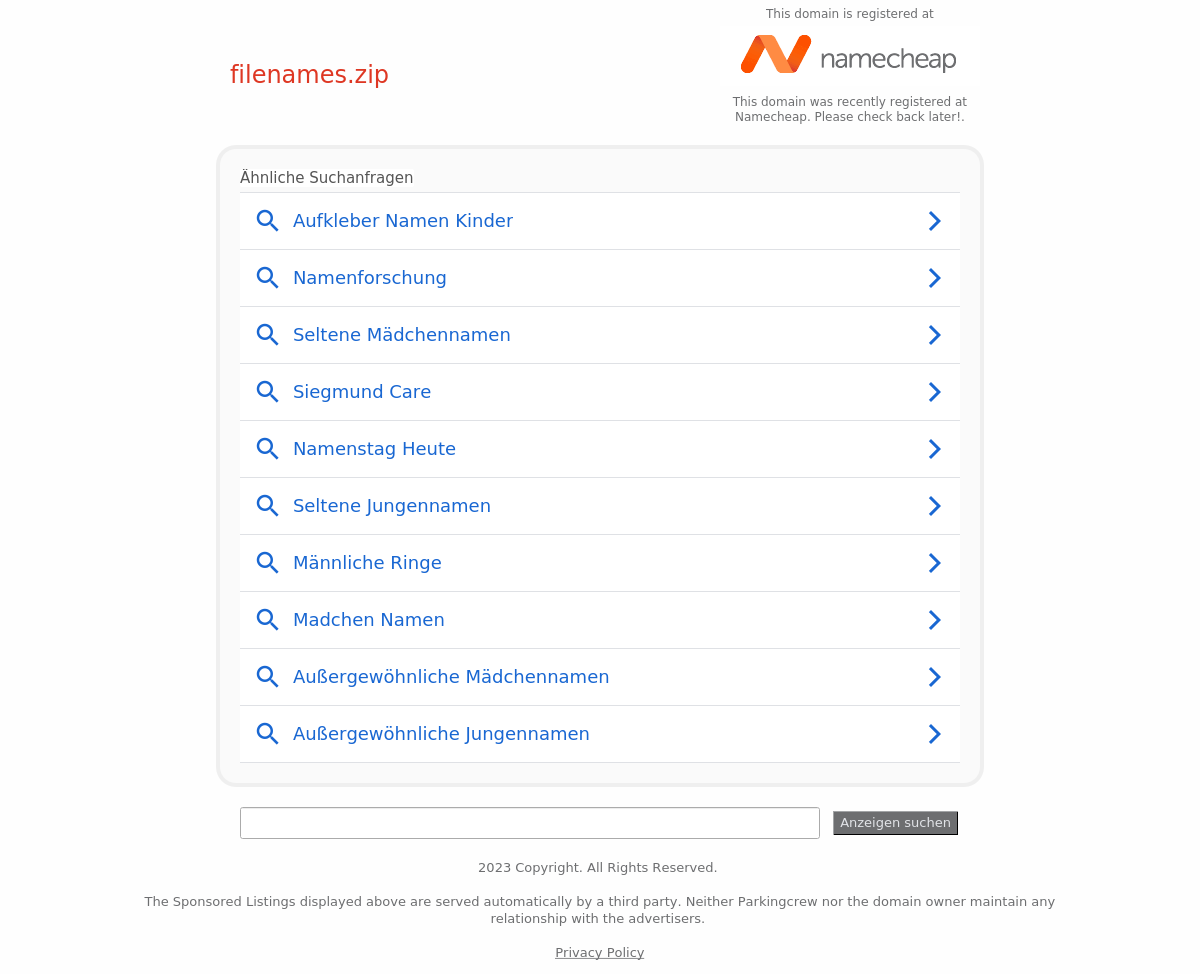 This domain is registered at
namecheap
filenames.zip
This domain was recently registered at
Namecheap. Please check back later!.
Ähnliche Suchanfragen
Aufkleber Namen Kinder
Namenforschung
Seltene Mädchennamen
Siegmund Care
Namenstag Heute
Seltene Jungennamen
Männliche Ringe
Madchen Namen
Außergewöhnliche Mädchennamen
Außergewöhnliche Jungennamen
Anzeigen suchen
2023 Copyright. All Rights Reserved.
The Sponsored Listings displayed above are served automatically by a third party. Neither Parkingcrew nor the domain owner maintain any
relationship with the advertisers.
Privacy Policy